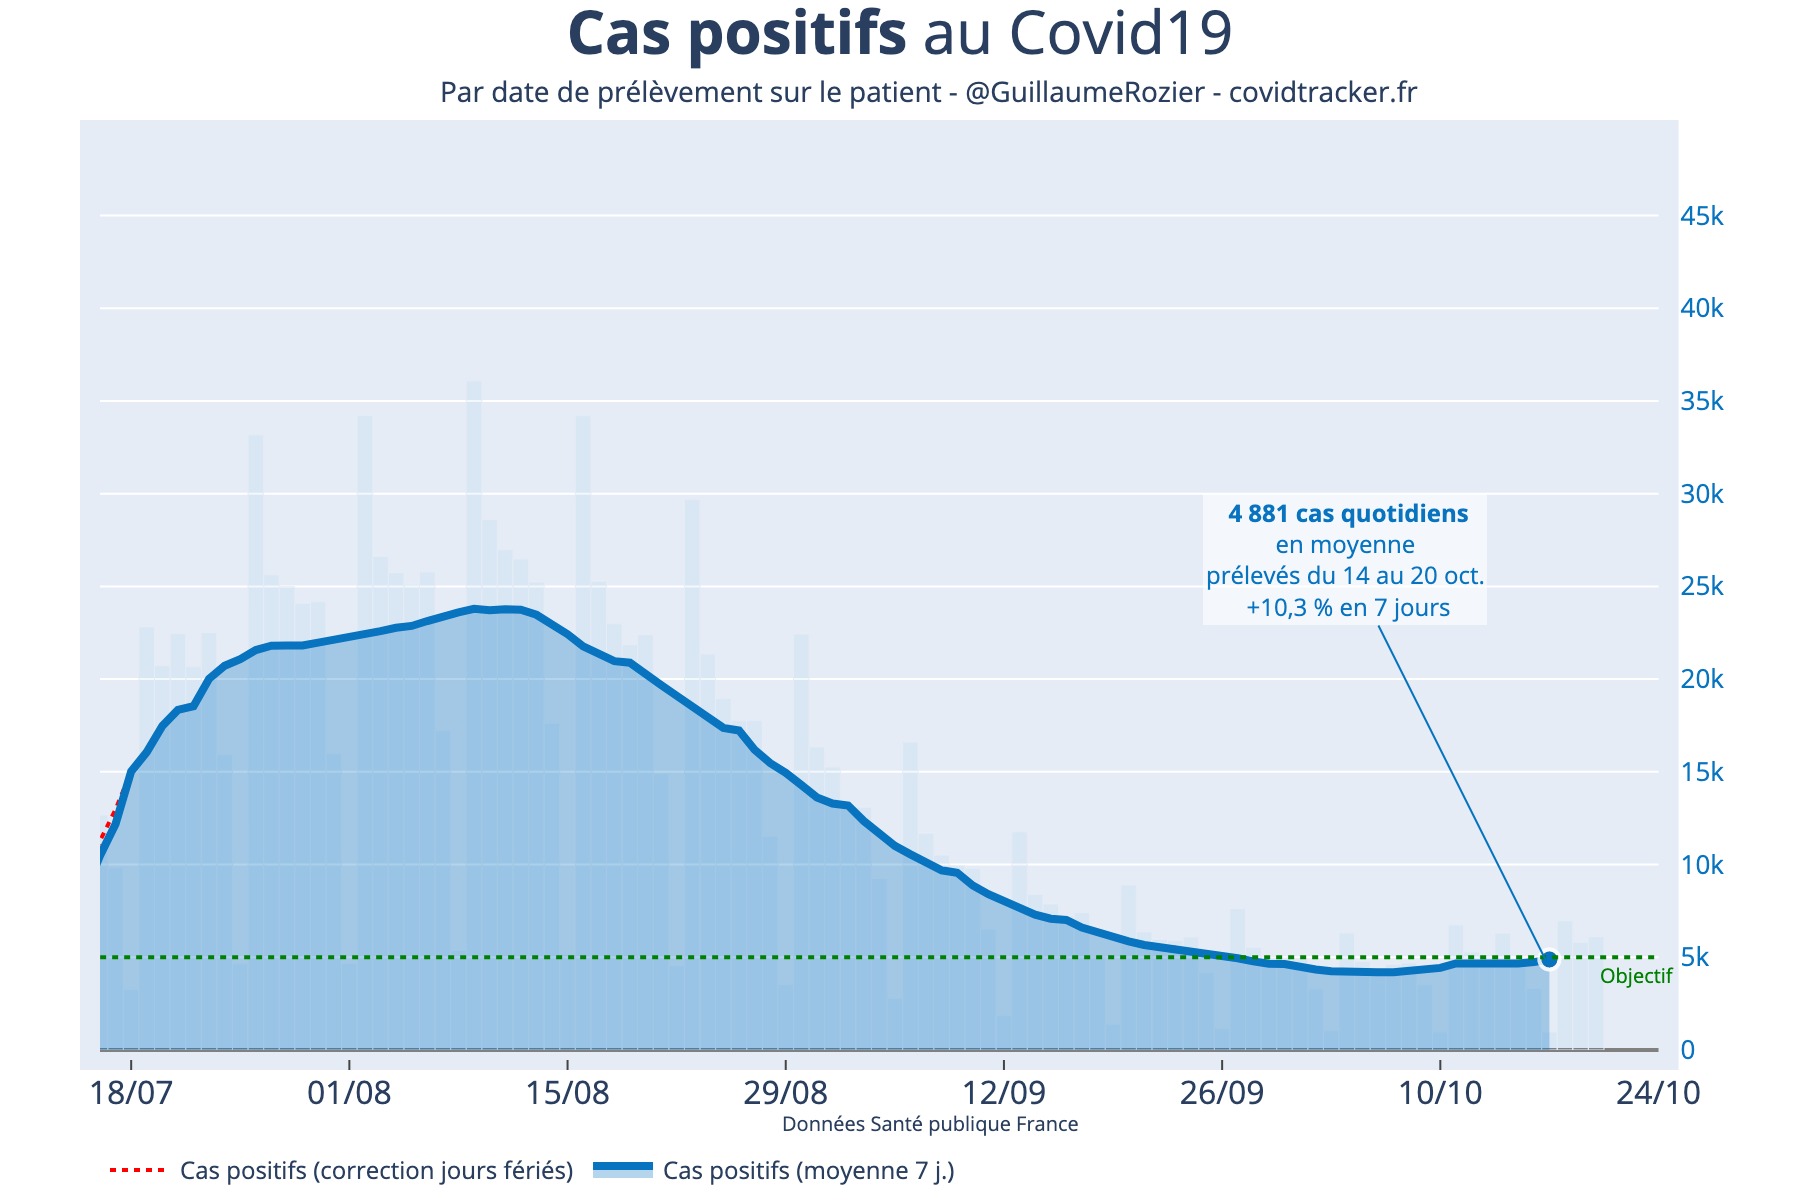 Cas positifs au Covid19
Par date de prélèvement sur le patient - @GuillaumeRozier - covidtracker.fr
45k
40k
35k
30k
25k
20k
15k
10k
5k
0
4 881 cas quotidiens
en moyenne
prélevés du 14 au 20 oct.
+10,3 % en 7 jours
Objectif
18/07 01/08 15/08 29/08 12/09 26/09 10/10 24/10
Données Santé publique France
Cas positifs (correction jours fériés) Cas positifs (moyenne 7 j.)